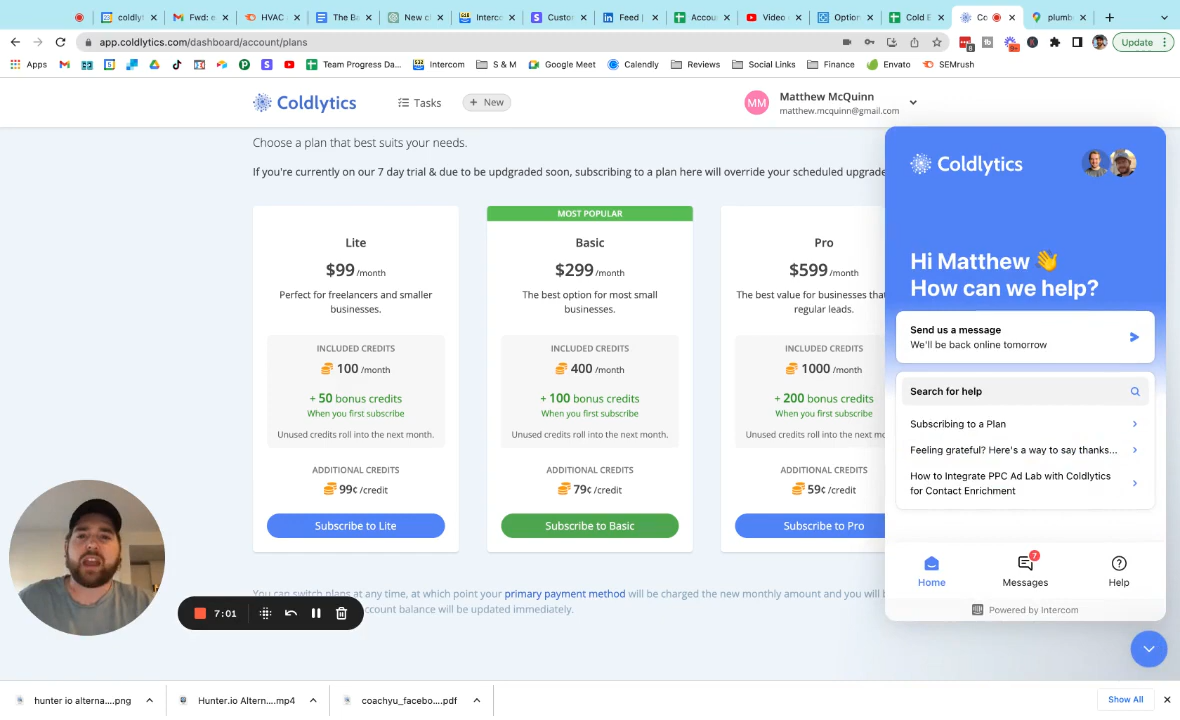 coldly
Fwd: e
HVAC
The Ba
New cl
Interco
Custor
Feed |
Accou
Video
Option
Cold E
Co
plumb
app.coldlytics.com/dashboard/account/plans
Update
Apps
Team Progress Da...
Intercom
S & M
Google Meet
Calendly
Reviews
Social Links
Finance
Envato
SEMrush
Coldlytics
Tasks
+ New
MM
Matthew McQuinn
matthew.mcquinn@gmail.com
Choose a plan that best suits your needs.
If you're currently on our 7 day trial & due to be updgraded soon, subscribing to a plan here will override your scheduled upgrade
Lite
$99 /month
Perfect for freelancers and smaller
businesses.
INCLUDED CREDITS
100 /month
+ 50 bonus credits
When you first subscribe
Unused credits roll into the next month.
ADDITIONAL CREDITS
99¢ /credit
Subscribe to Lite
MOST POPULAR
Basic
$299 /month
The best option for most small
businesses.
INCLUDED CREDITS
400 /month
+ 100 bonus credits
When you first subscribe
Unused credits roll into the next month.
ADDITIONAL CREDITS
79¢ /credit
Subscribe to Basic
Pro
$599 /month
The best value for businesses that
regular leads.
INCLUDED CREDITS
1000 /month
+ 200 bonus credits
When you first subscribe
Unused credits roll into the next mo
ADDITIONAL CREDITS
59¢ /credit
Subscribe to Pro
You can switch plans at any time, at which point your primary payment method will be charged the new monthly amount and you will be
ccount balance will be updated immediately.
7:01
Coldlytics
Hi Matthew 👋
How can we help?
Send us a message
We'll be back online tomorrow
Search for help
Subscribing to a Plan
Feeling grateful? Here's a way to say thanks...
How to Integrate PPC Ad Lab with Coldlytics
for Contact Enrichment
Home
7
Messages
Help
Powered by Intercom
hunter io alterna....png
Hunter.io Altern....mp4
coachyu_facebo....pdf
Show All